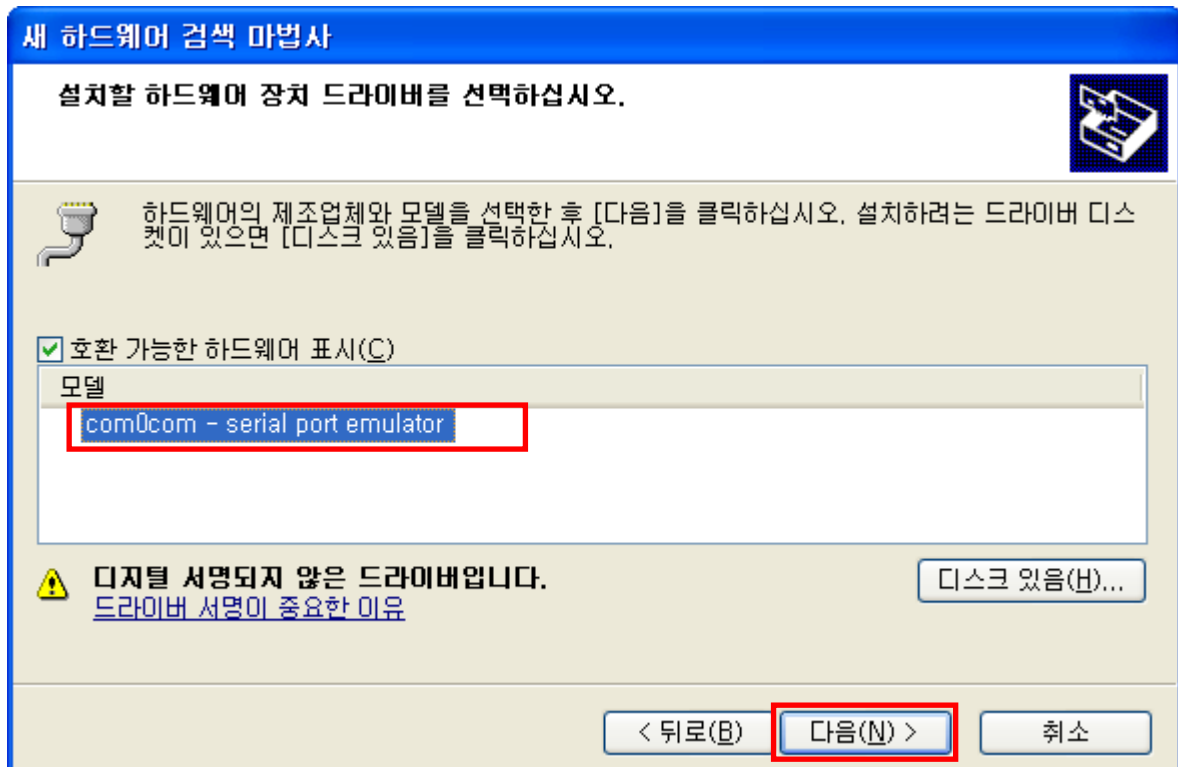 새 하드웨어 검색 마법사
설치할 하드웨어 장치 드라이버를 선택하십시오.
하드웨어의 제조업체와 모델을 선택한 후 [다음]을 클릭하십시오. 설치하려는 드라이버 디스
켓이 있으면 [디스크 있음]을 클릭하십시오.
호환 가능한 하드웨어 표시(C)
모델
com0com - serial port emulator
디지털 서명되지 않은 드라이버입니다.
드라이버 서명이 중요한 이유
디스크 있음(H)...
< 뒤로(B) 다음(N) > 취소